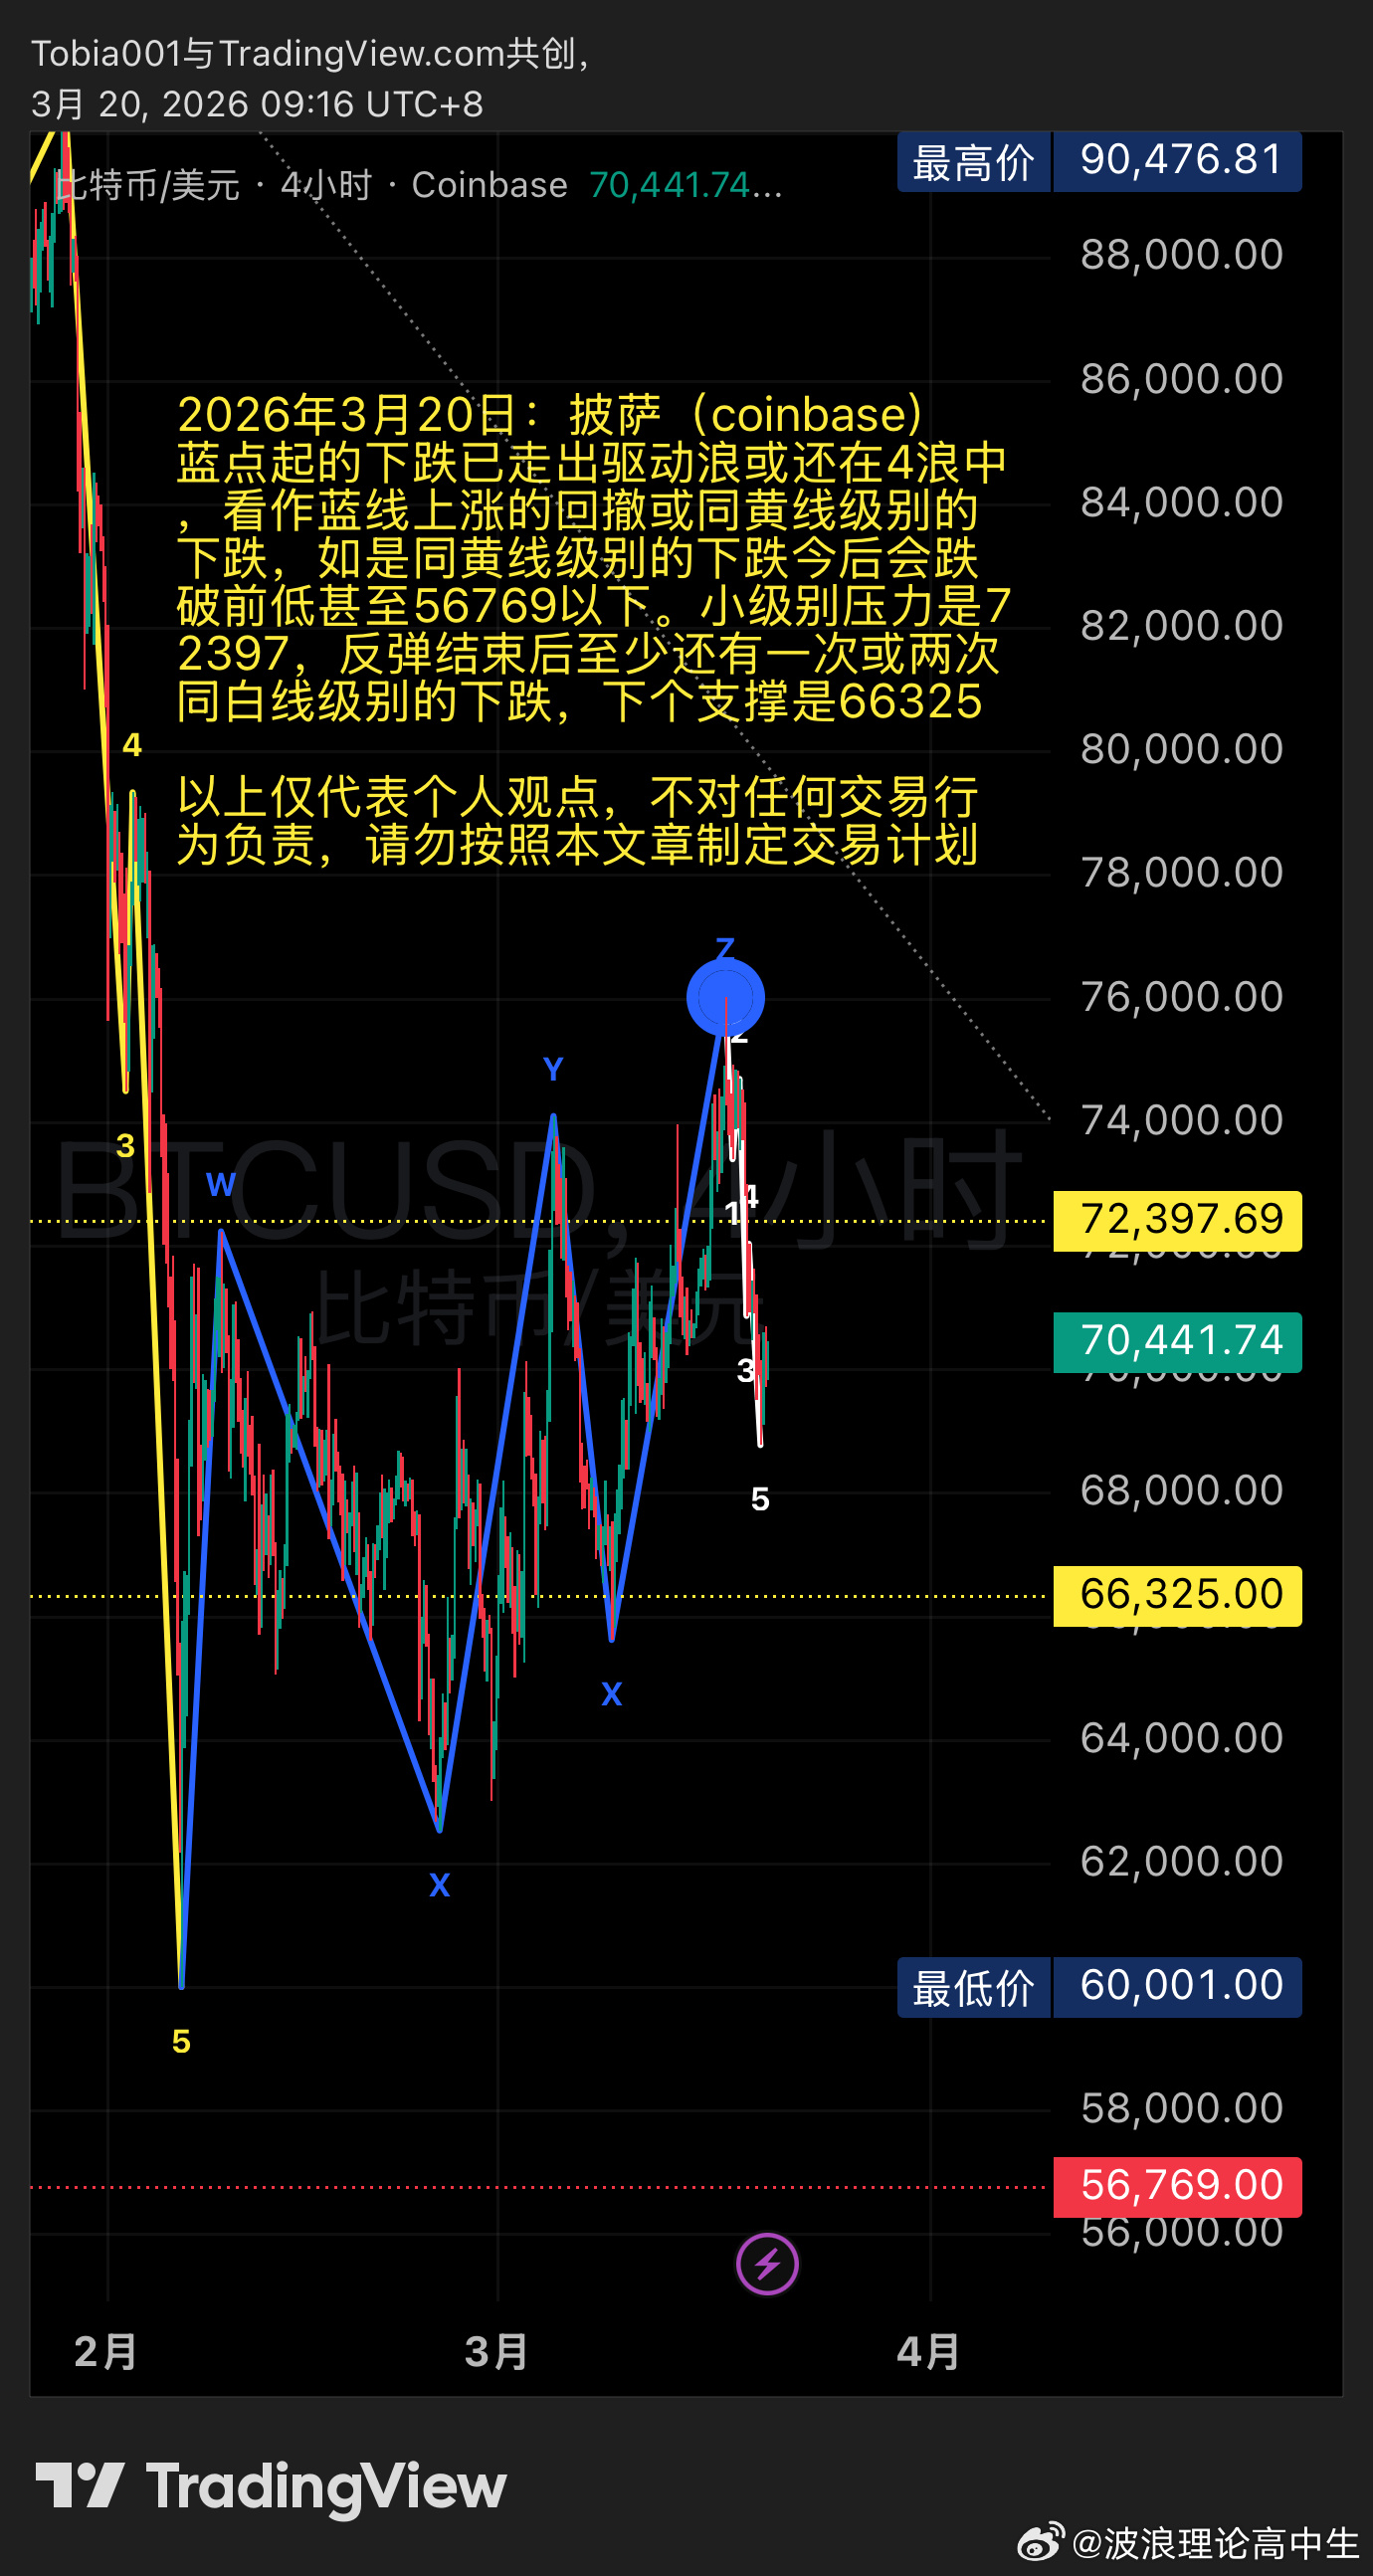 Tobia001与TradingView.com共创，
3月 20, 2026 09:16 UTC+8
最高价 90,476.81
比特币/美元 · 4小时 · Coinbase 70,441.74...
88,000.00
86,000.00
2026年3月20日：披萨（coinbase）
蓝点起的下跌已走出驱动浪或还在4浪中
，看作蓝线上涨的回撤或同黄线级别的
下跌，如是同黄线级别的下跌今后会跌
破前低甚至56769以下。小级别压力是7
2397，反弹结束后至少还有一次或两次
同白线级别的下跌，下个支撑是66325
84,000.00
82,000.00
80,000.00
4
以上仅代表个人观点，不对任何交易行
为负责，请勿按照本文章制定交易计划
78,000.00
Z
76,000.00
2
Y
74,000.00
3
BTCUSD, 4小时
W
4
1
72,397.69
72,000.00
比特币/美元
70,441.74
70,000.00
3
68,000.00
5
66,325.00
X
64,000.00
62,000.00
X
最低价 60,001.00
5
58,000.00
56,769.00
56,000.00
2月 3月 4月
TradingView
@波浪理论高中生